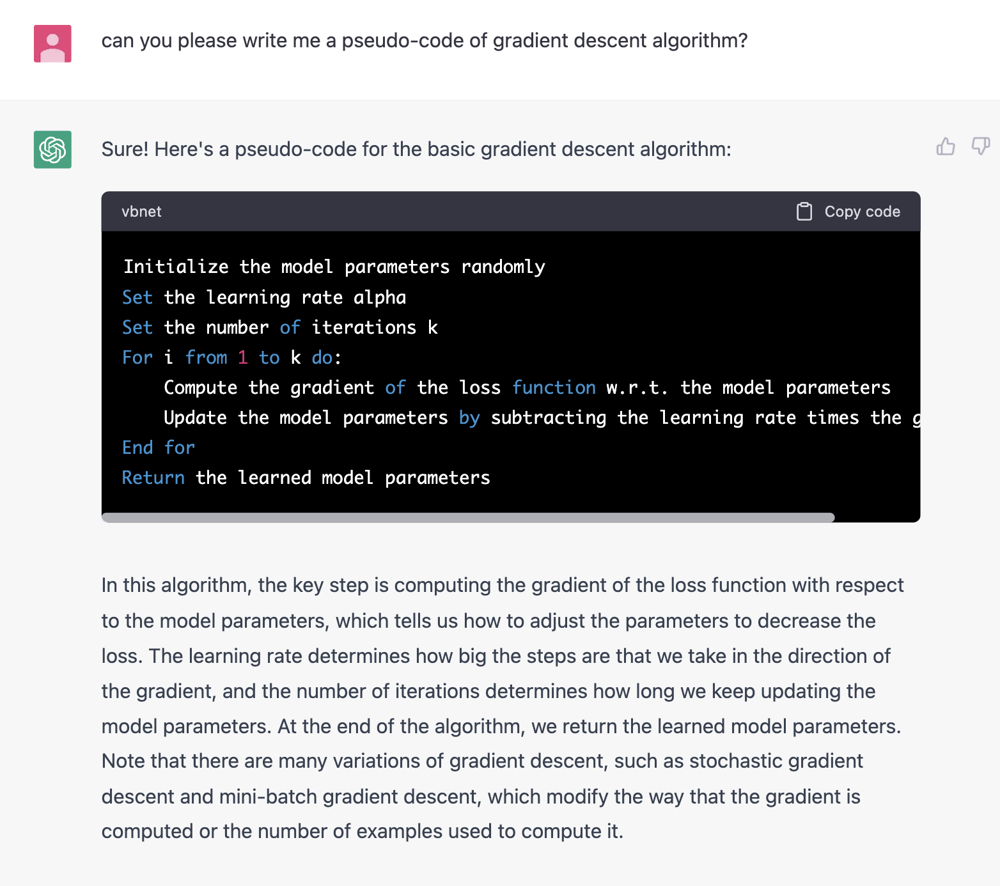 can you please write me a pseudo-code of gradient descent algorithm?
Sure! Here's a pseudo-code for the basic gradient descent algorithm:
vbnet
Copy code
Initialize the model parameters randomly
Set the learning rate alpha
Set the number of iterations k
For i from 1 to k do:
    Compute the gradient of the loss function w.r.t. the model parameters
    Update the model parameters by subtracting the learning rate times the
End for
Return the learned model parameters
In this algorithm, the key step is computing the gradient of the loss function with respect
to the model parameters, which tells us how to adjust the parameters to decrease the
loss. The learning rate determines how big the steps are that we take in the direction of
the gradient, and the number of iterations determines how long we keep updating the
model parameters. At the end of the algorithm, we return the learned model parameters.
Note that there are many variations of gradient descent, such as stochastic gradient
descent and mini-batch gradient descent, which modify the way that the gradient is
computed or the number of examples used to compute it.